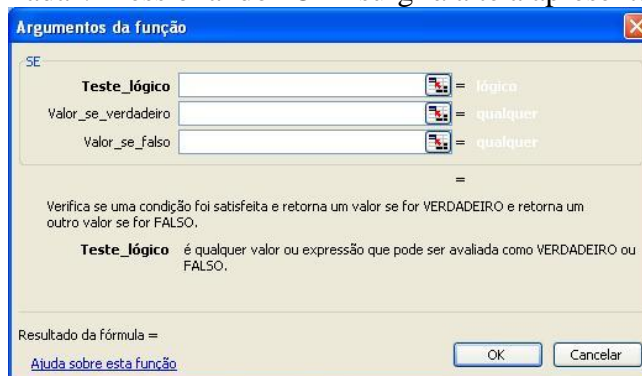 Argumentos da função
SE
Teste_lógico = lógico
Valor_se_verdadeiro = qualquer
Valor_se_falso = qualquer
=
Verifica se uma condição foi satisfeita e retorna um valor se for VERDADEIRO e retorna um
outro valor se for FALSO.
Teste_lógico é qualquer valor ou expressão que pode ser avaliada como VERDADEIRO ou
FALSO.
Resultado da fórmula =
Ajuda sobre esta função
OK Cancelar